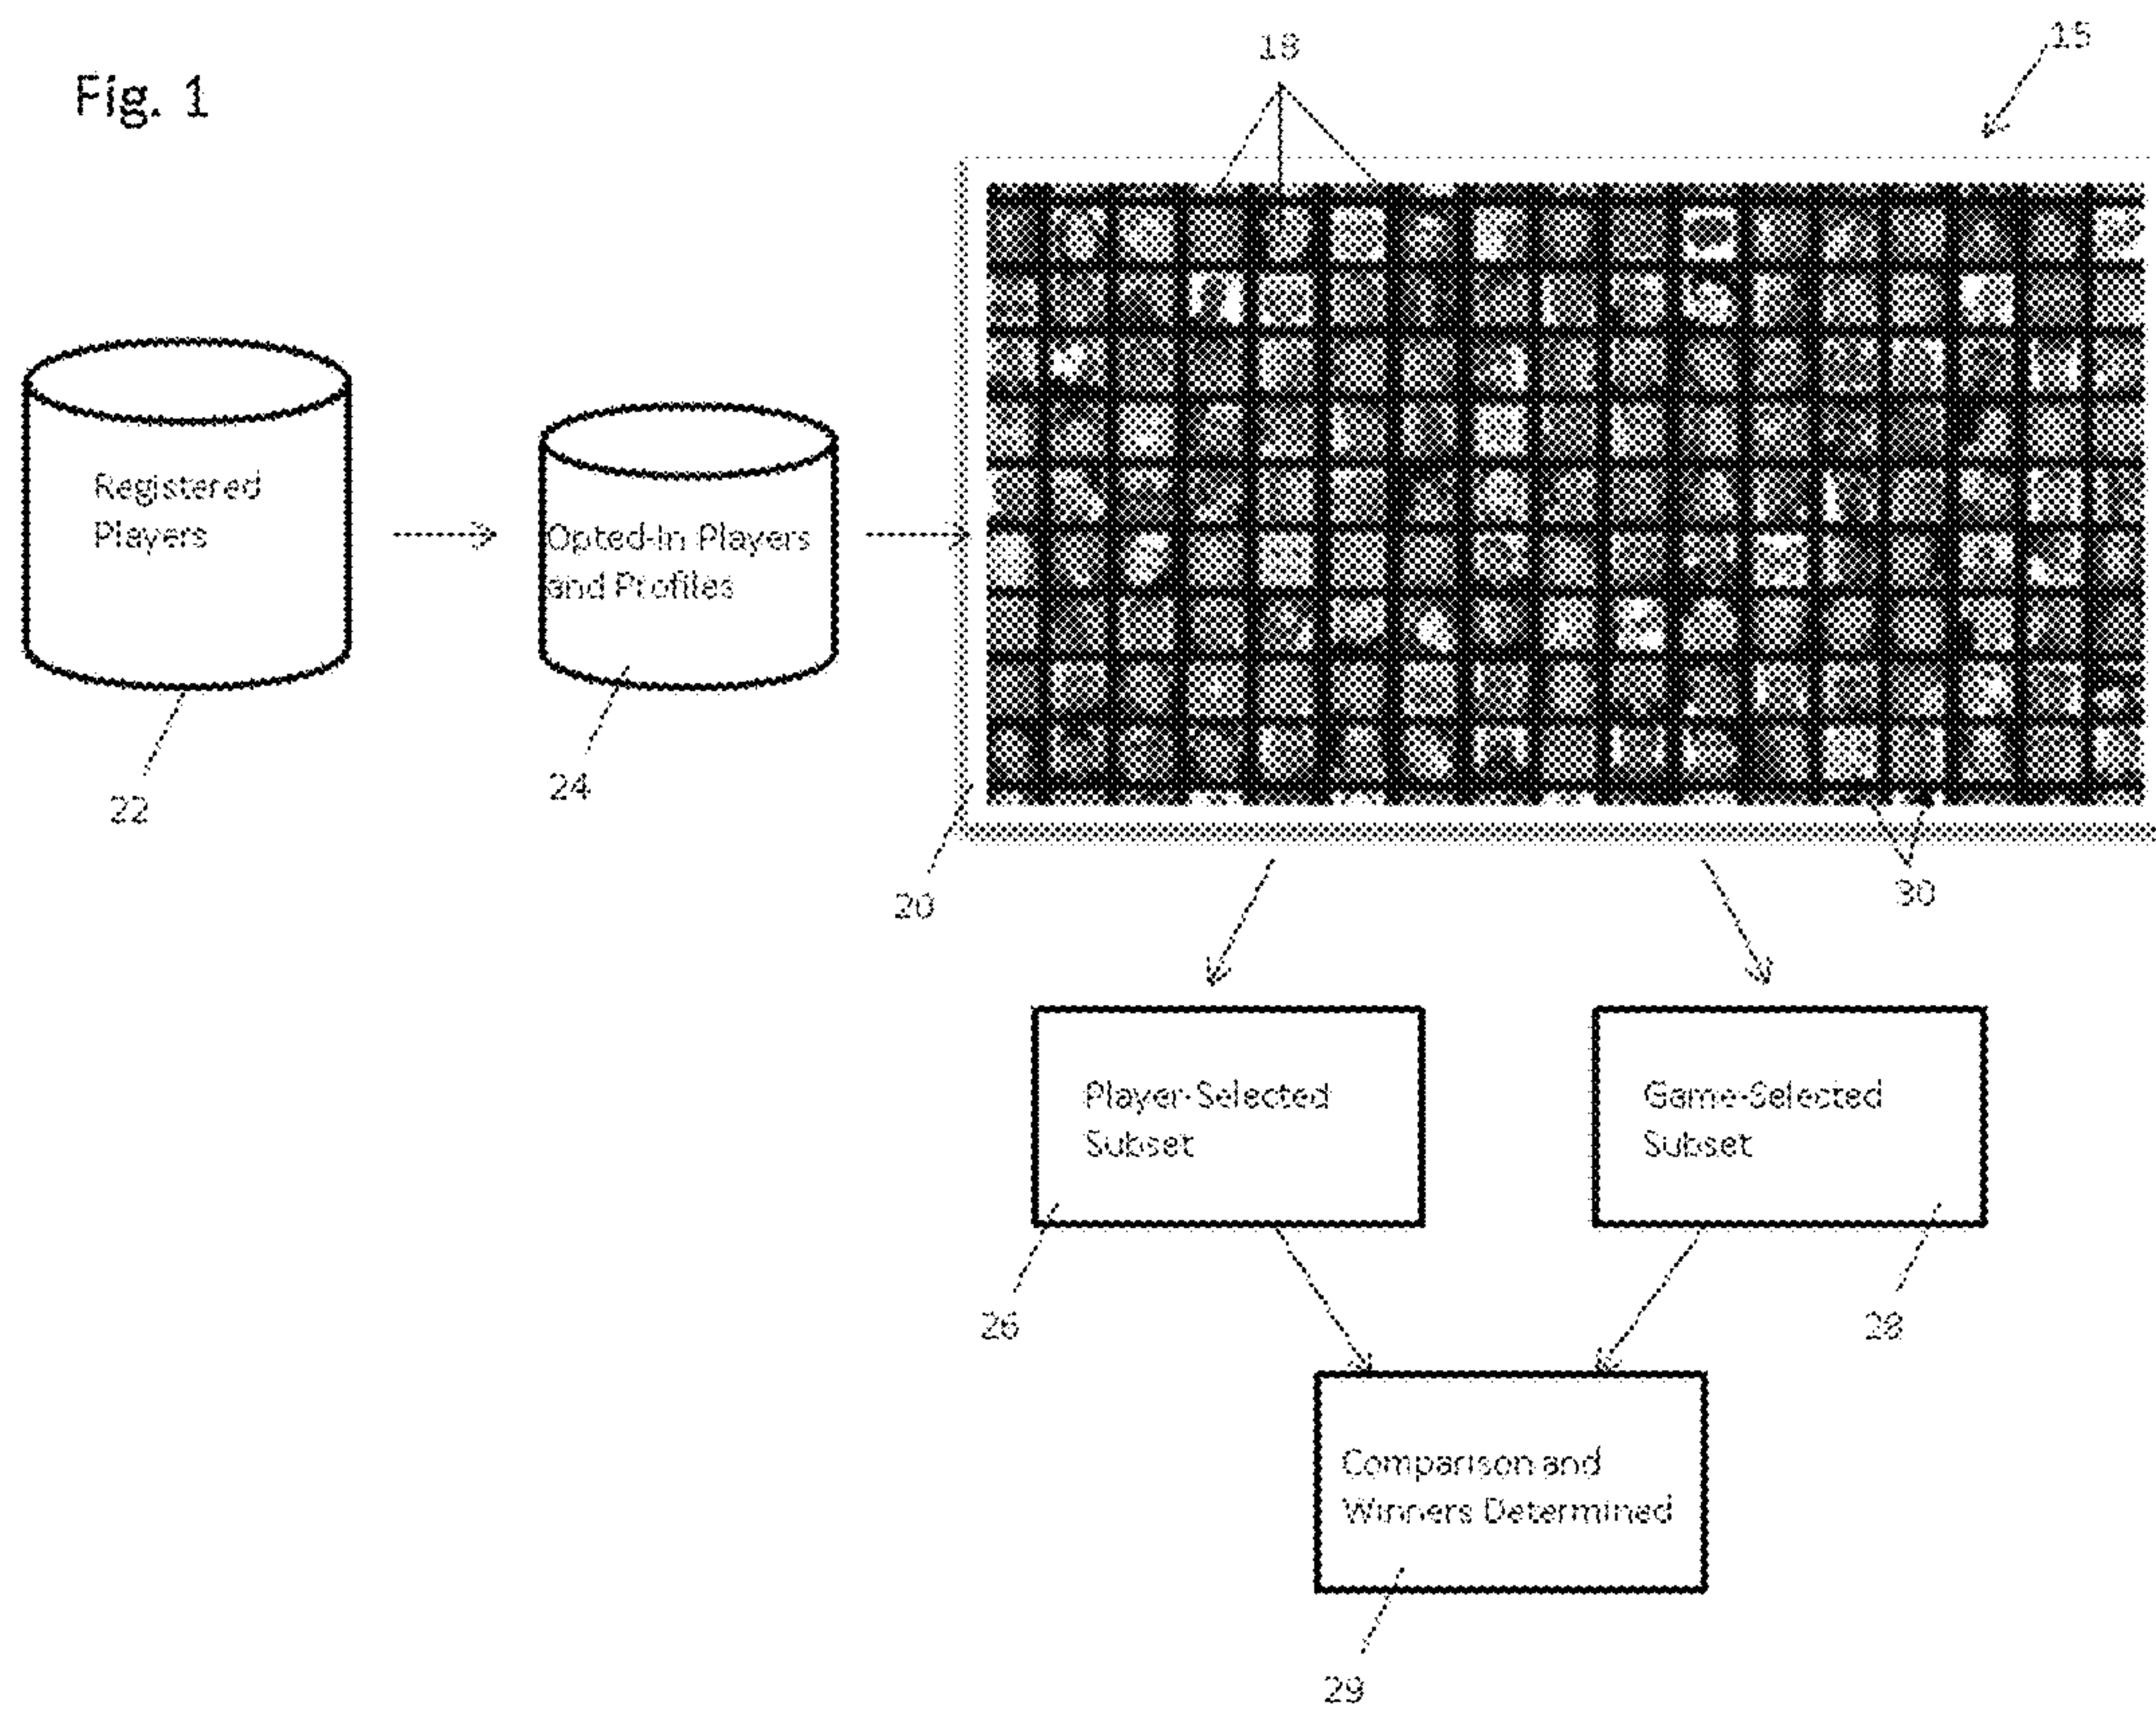 Fig. 1
18
15
Registered
Players
Opted-In Players
and Profiles
22
24
20
30
Player-Selected
Subset
Game-Selected
Subset
26
28
Comparison and
Winners Determined
29